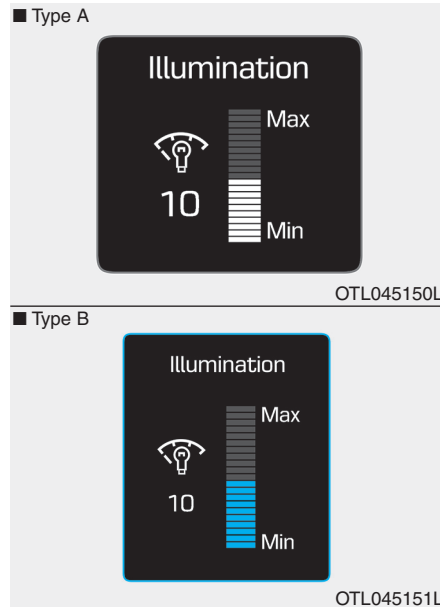 ■ Type A
Illumination
Max
10
Min
OTL045150L
■ Type B
Illumination
Max
10
Min
OTL045151L